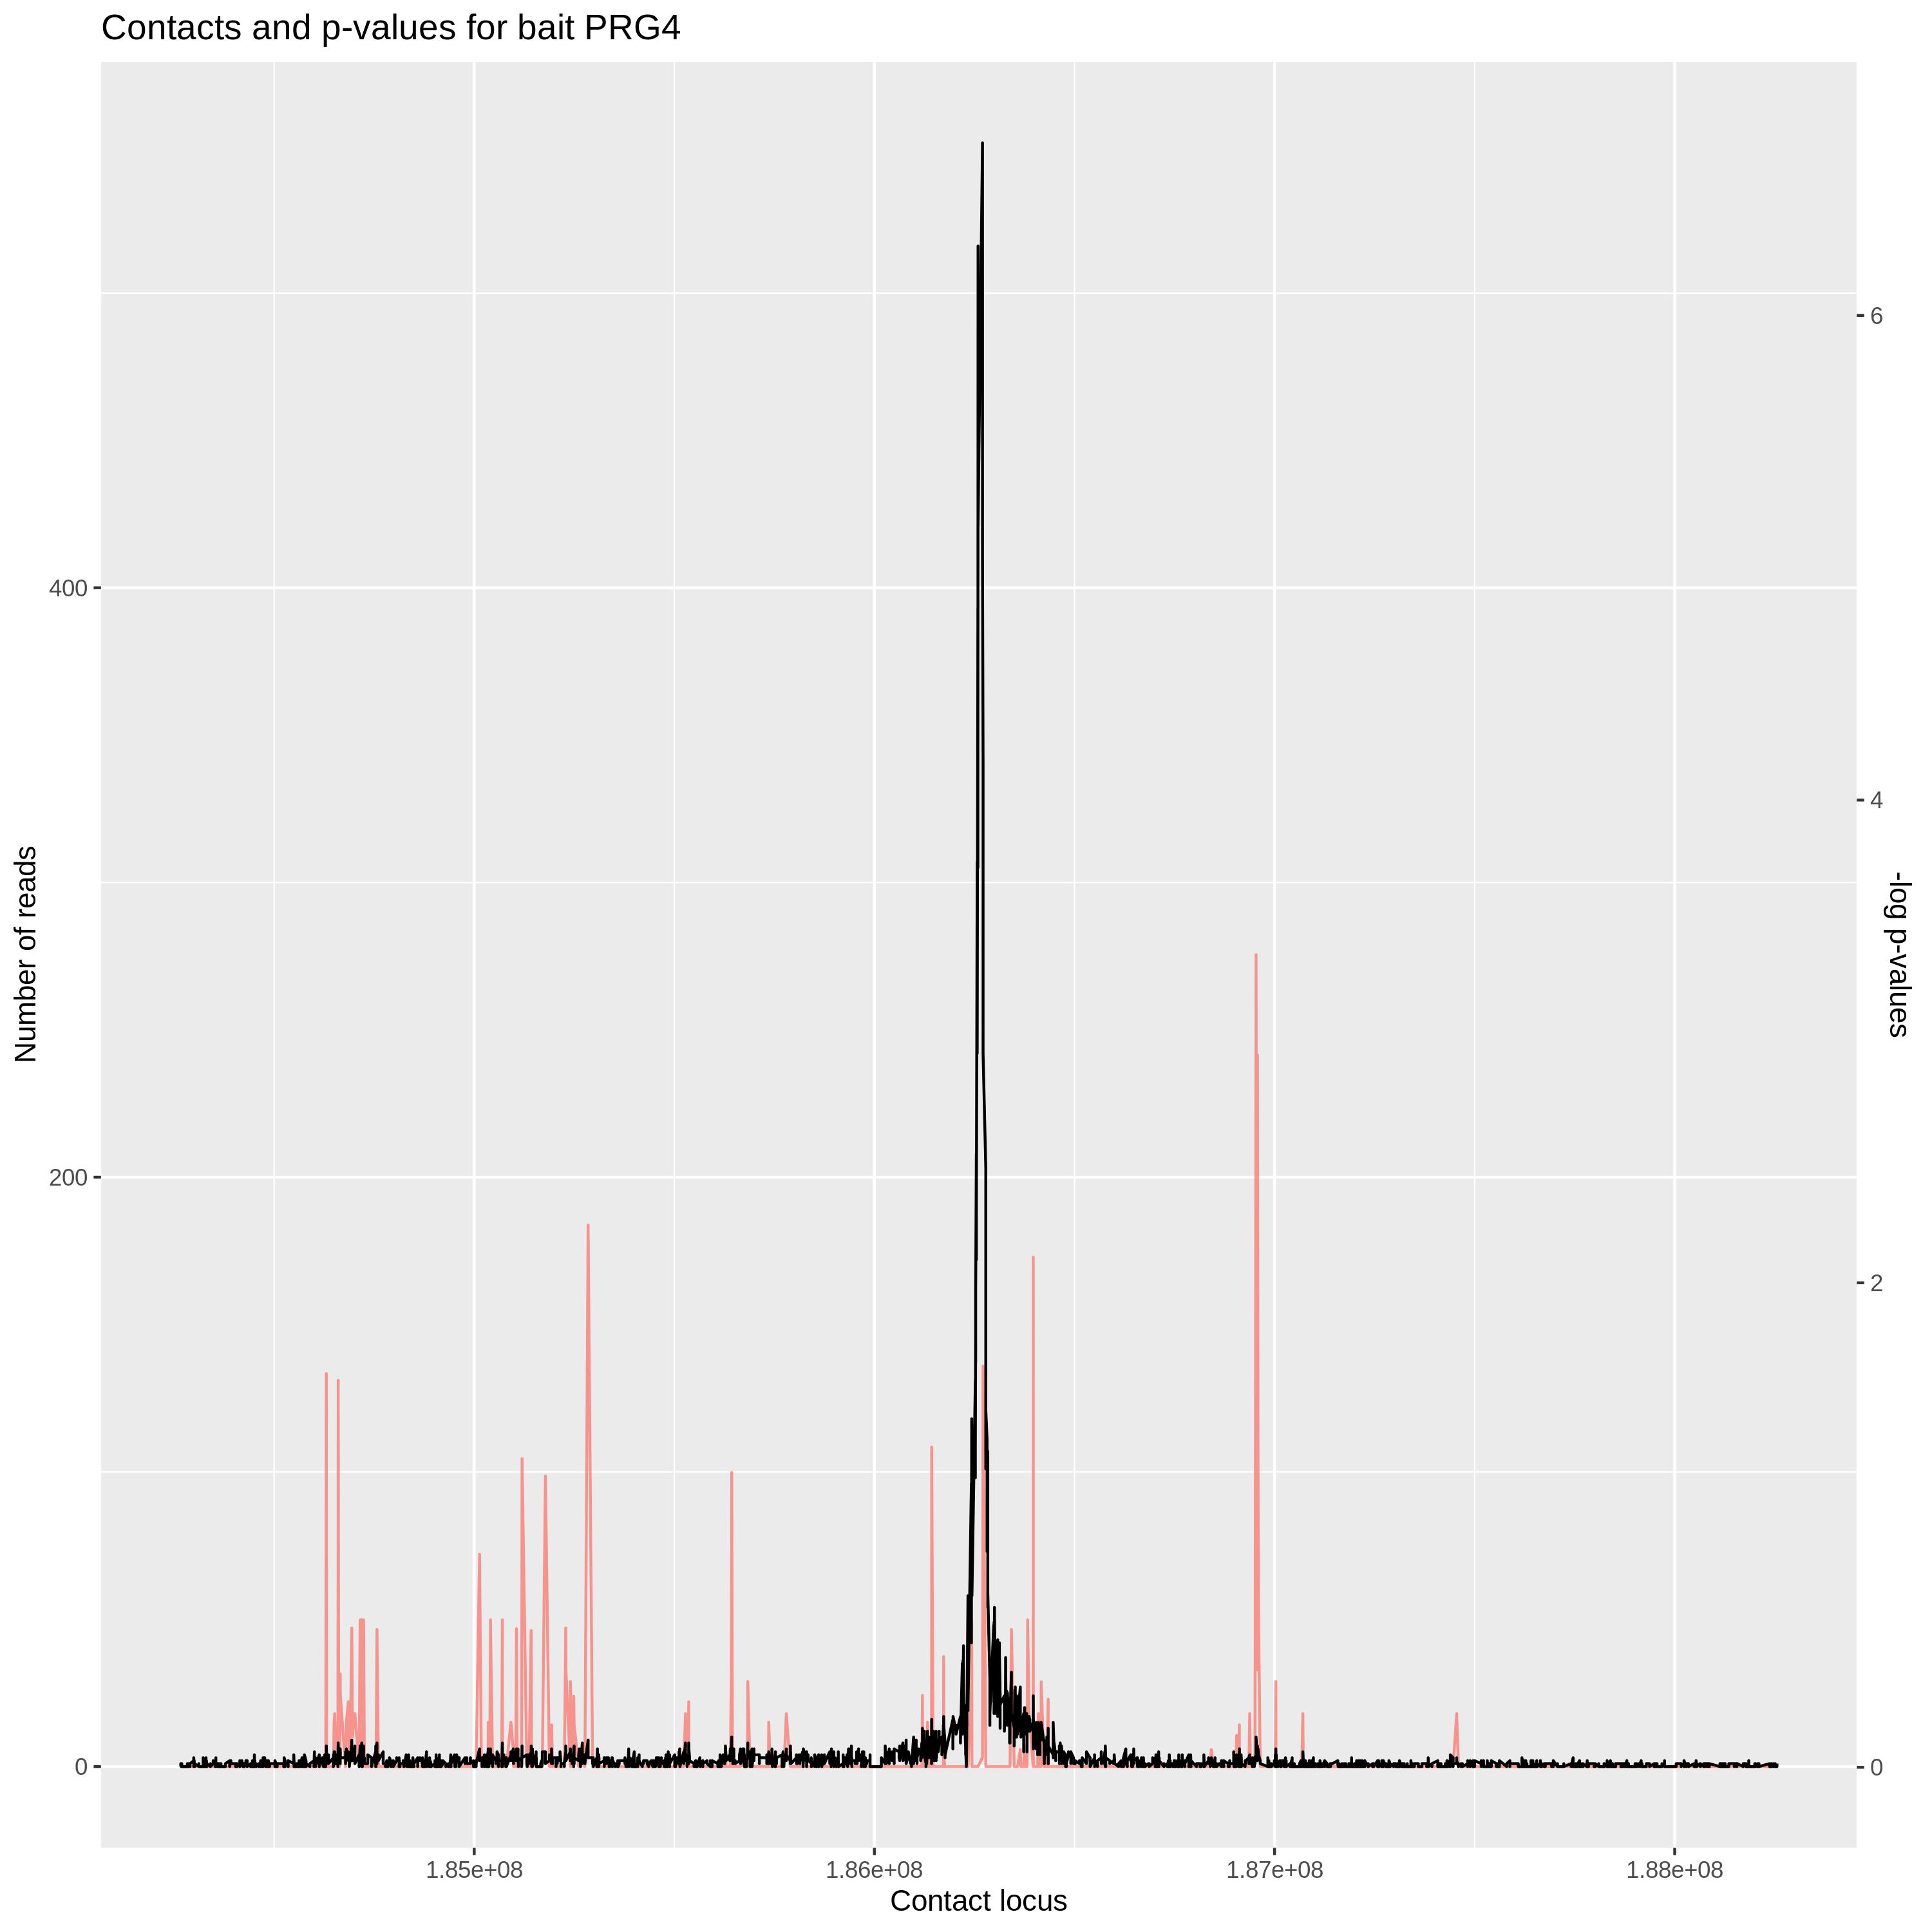 Contacts and p-values for bait PRG4
Number of reads
400
200
0
6
4
2
0
-log p-values
1.85e+08 1.86e+08 1.87e+08 1.88e+08
Contact locus